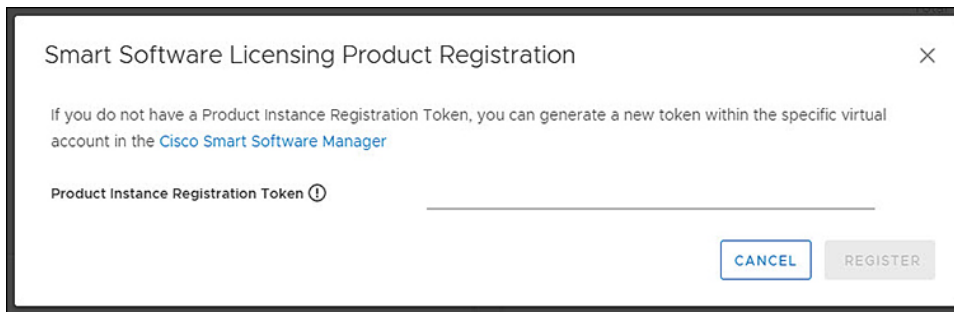 Smart Software Licensing Product Registration
If you do not have a Product Instance Registration Token, you can generate a new token within the specific virtual
account in the Cisco Smart Software Manager
Product Instance Registration Token
CANCEL REGISTER